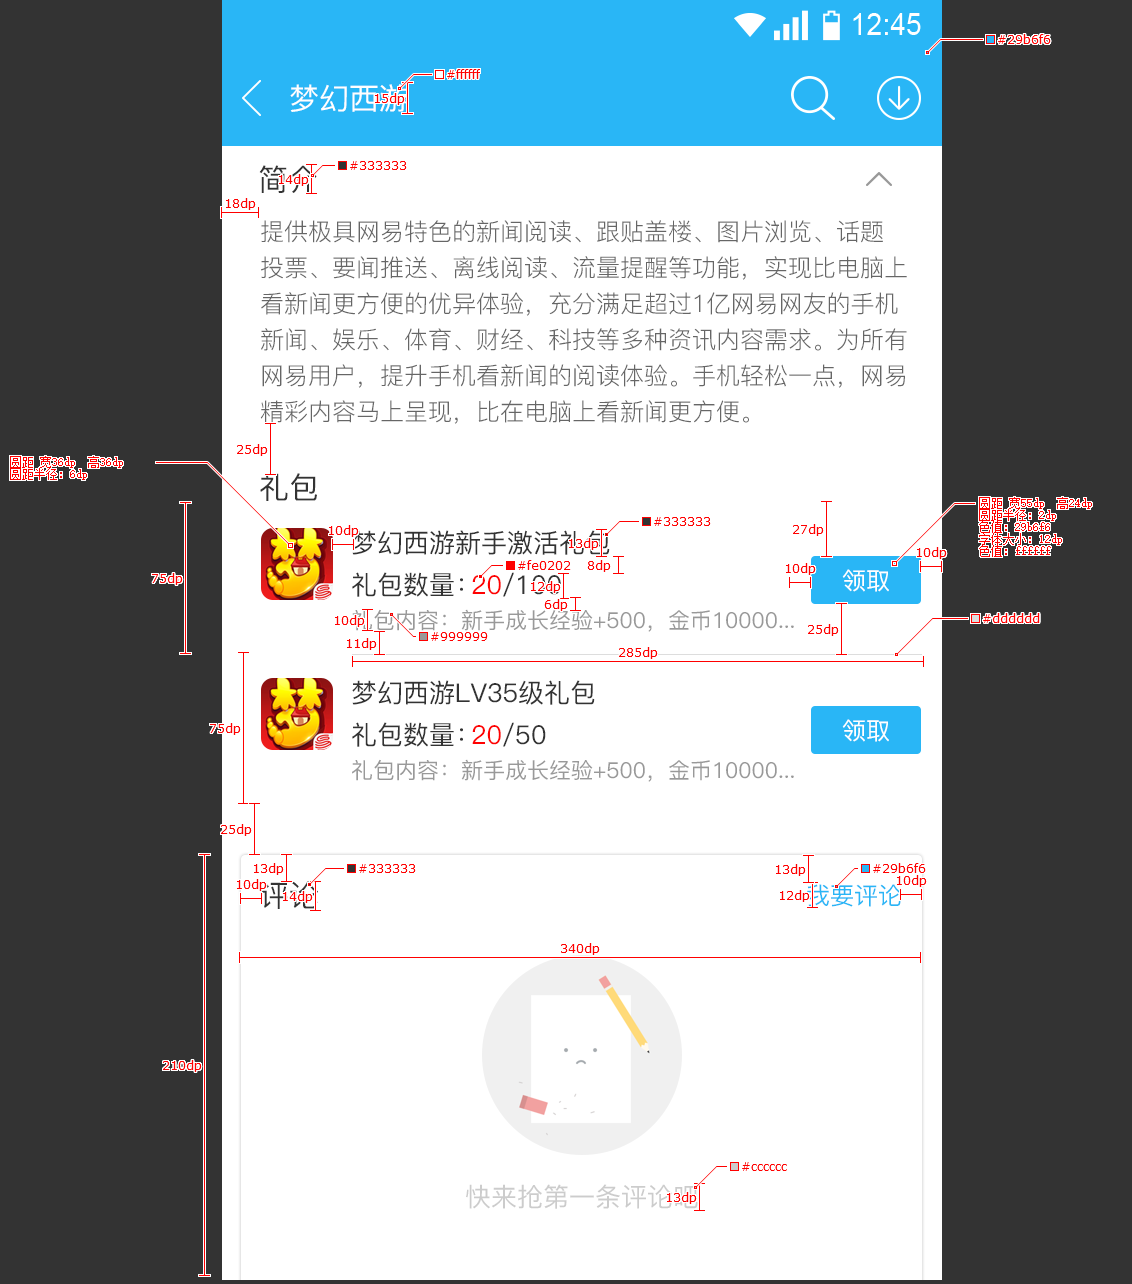 12:45
#29b6f6
梦幻西游
#ffffff
15dp
简介
14dp
#333333
18dp
提供极具网易特色的新闻阅读、跟贴盖楼、图片浏览、话题
投票、要闻推送、离线阅读、流量提醒等功能，实现比电脑上
看新闻更方便的优异体验，充分满足超过1亿网易网友的手机
新闻、娱乐、体育、财经、科技等多种资讯内容需求。为所有
网易用户，提升手机看新闻的阅读体验。手机轻松一点，网易
精彩内容马上呈现，比在电脑上看新闻更方便。
25dp
圆距 宽36dp 高36dp
圆距半径：6dp
礼包
圆距 宽55dp 高24dp
圆距半径：2dp
色值：29b6f6
字体大小：12dp
色值：ffffff
75dp
10dp
梦幻西游新手激活礼包
13dp
#333333
8dp
27dp
10dp
10dp
领取
礼包数量：20/100
#fe0202
12dp
6dp
礼包内容：新手成长经验+500，金币10000...
10dp
#999999
11dp
25dp
#dddddd
285dp
梦幻西游LV35级礼包
礼包数量：20/50
礼包内容：新手成长经验+500，金币10000...
领取
75dp
25dp
13dp
#333333
10dp
评论
14dp
13dp
#29b6f6
10dp
12dp
我要评论
340dp
210dp
#cccccc
快来抢第一条评论吧
13dp